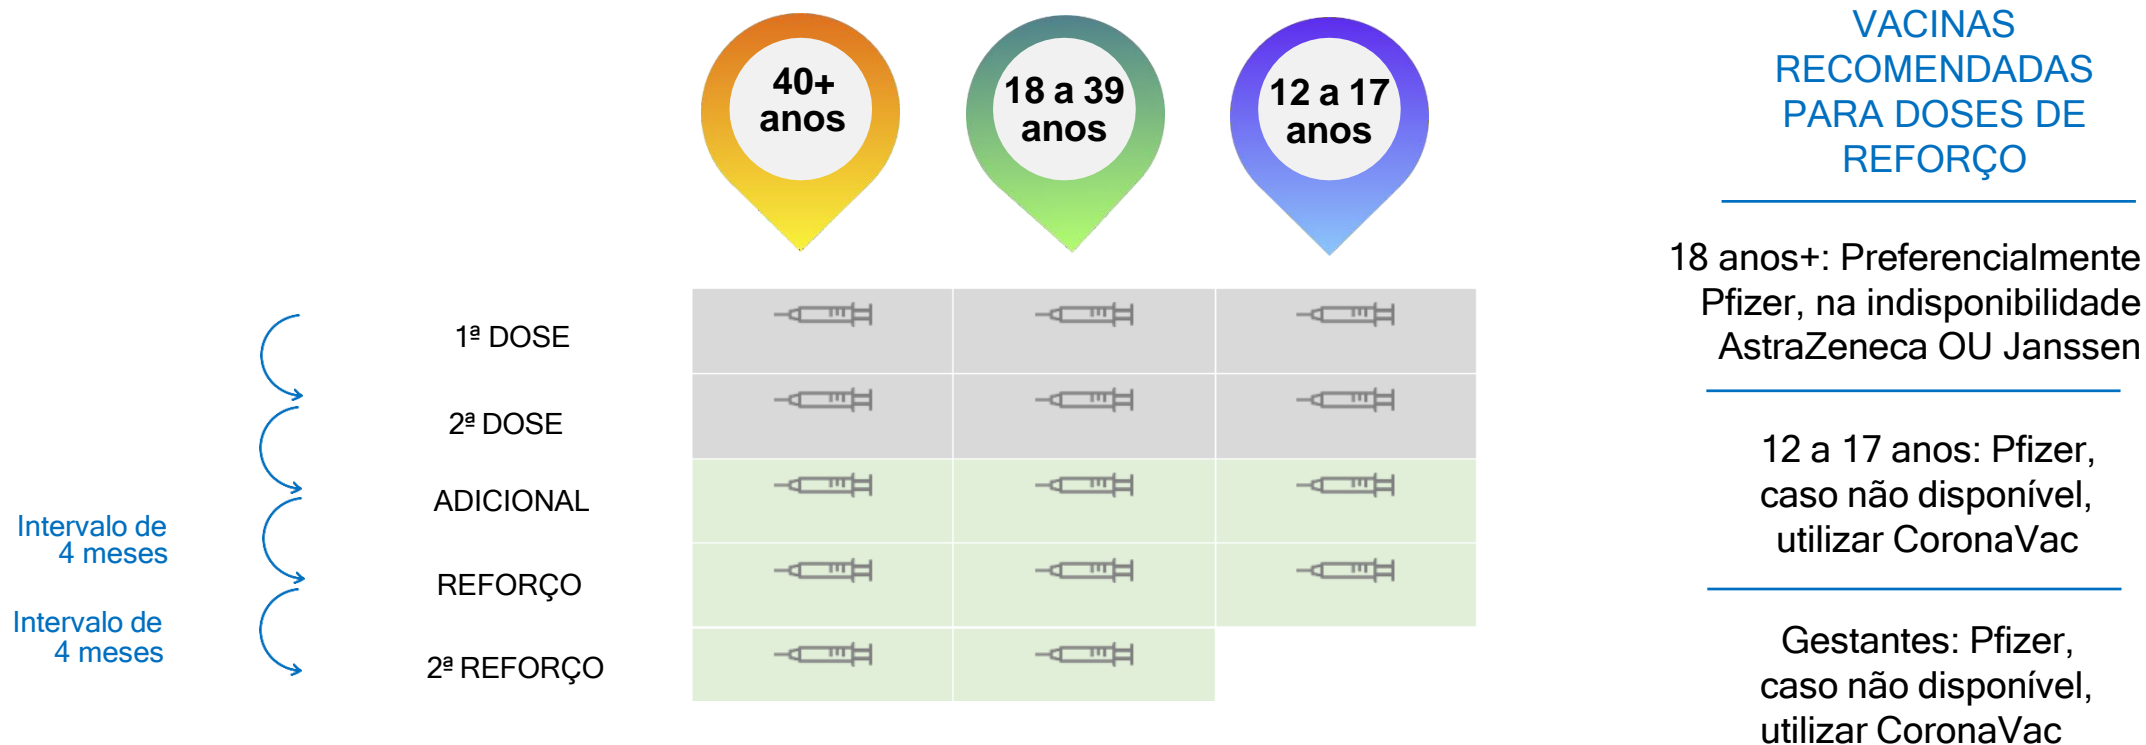 40+
anos
18 a 39
anos
12 a 17
anos
1ª DOSE
2ª DOSE
ADICIONAL
Intervalo de
4 meses
REFORÇO
Intervalo de
4 meses
2ª REFORÇO
VACINAS
RECOMENDADAS
PARA DOSES DE
REFORÇO
18 anos+: Preferencialmente
Pfizer, na indisponibilidade
AstraZeneca OU Janssen
12 a 17 anos: Pfizer,
caso não disponível,
utilizar CoronaVac
Gestantes: Pfizer,
caso não disponível,
utilizar CoronaVac